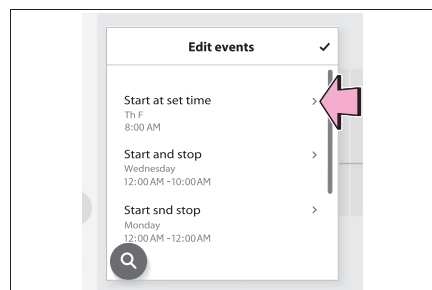 Edit events
Start at set time
Th F
8:00 AM
Start and stop
Wednesday
12:00 AM - 10:00 AM
Start snd stop
Monday
12:00 AM - 12:00 AM